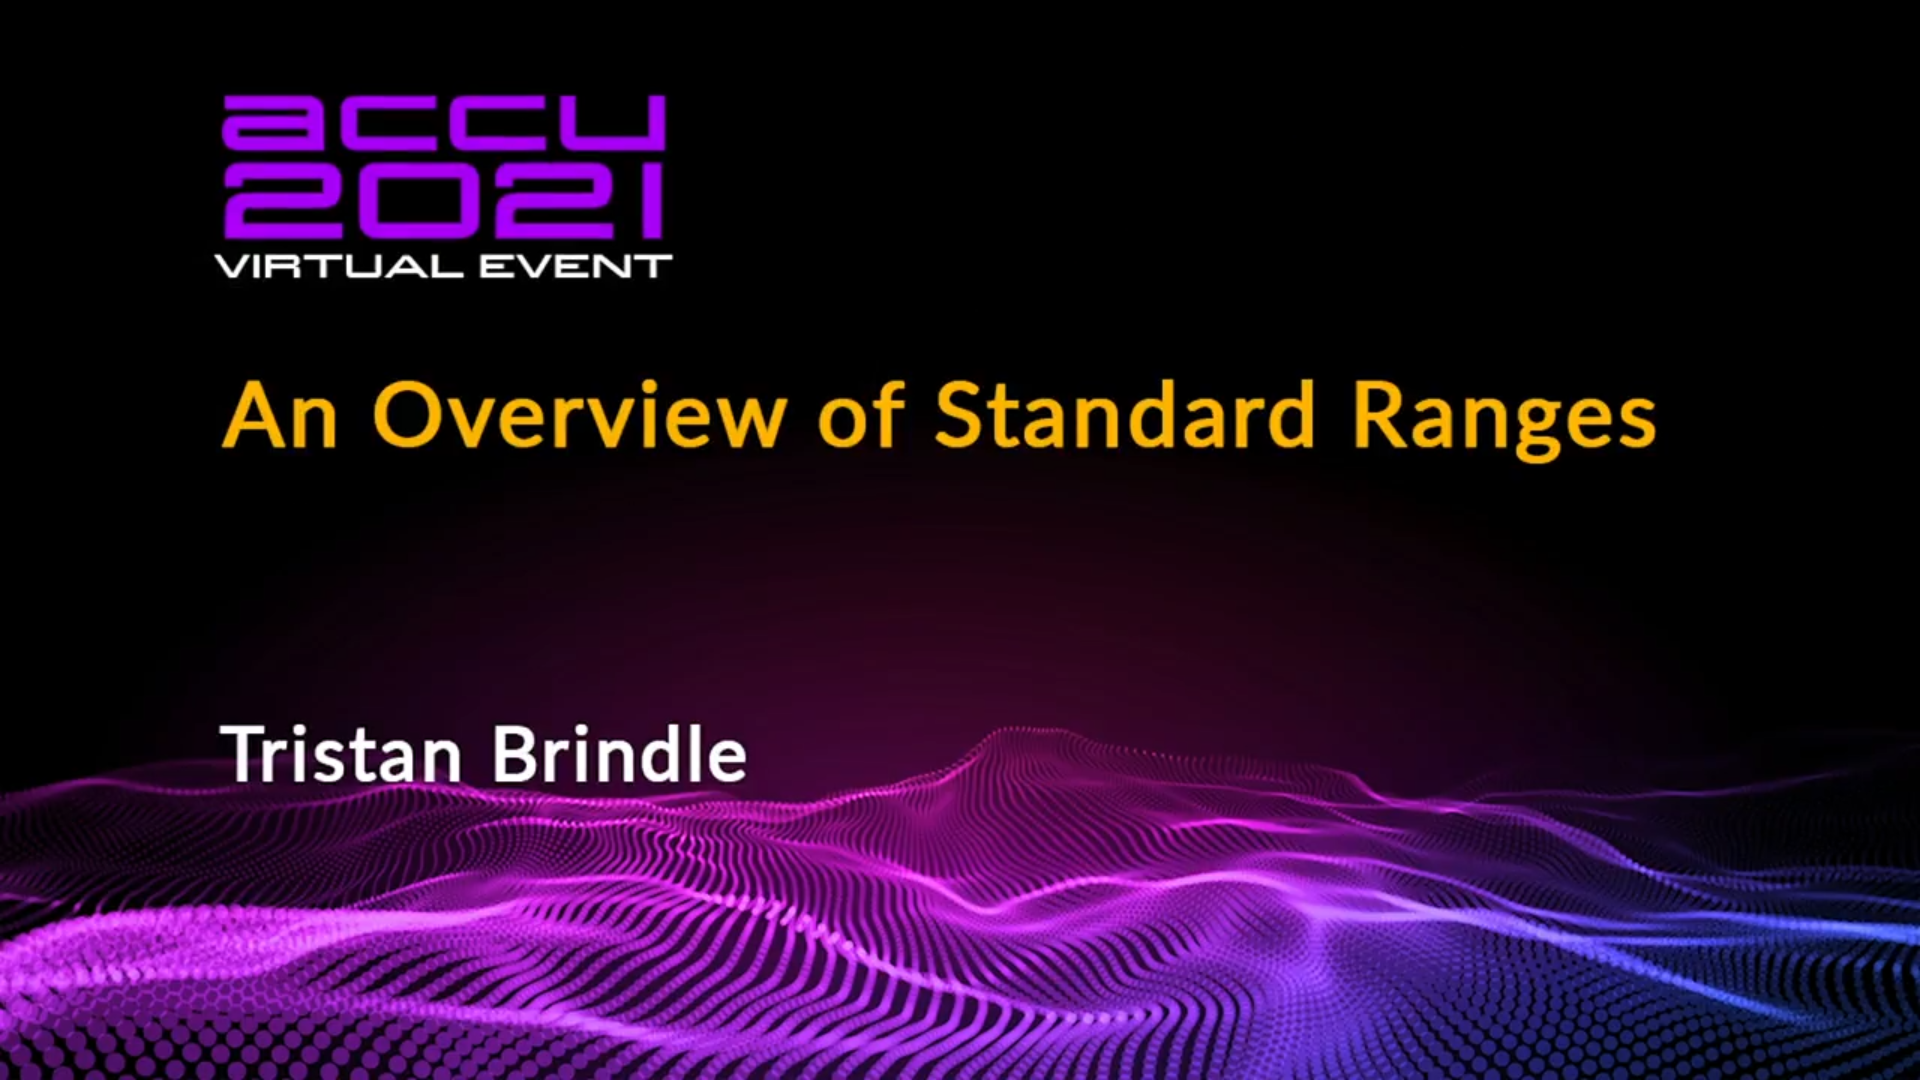 accu
2021
VIRTUAL EVENT
An Overview of Standard Ranges
Tristan Brindle